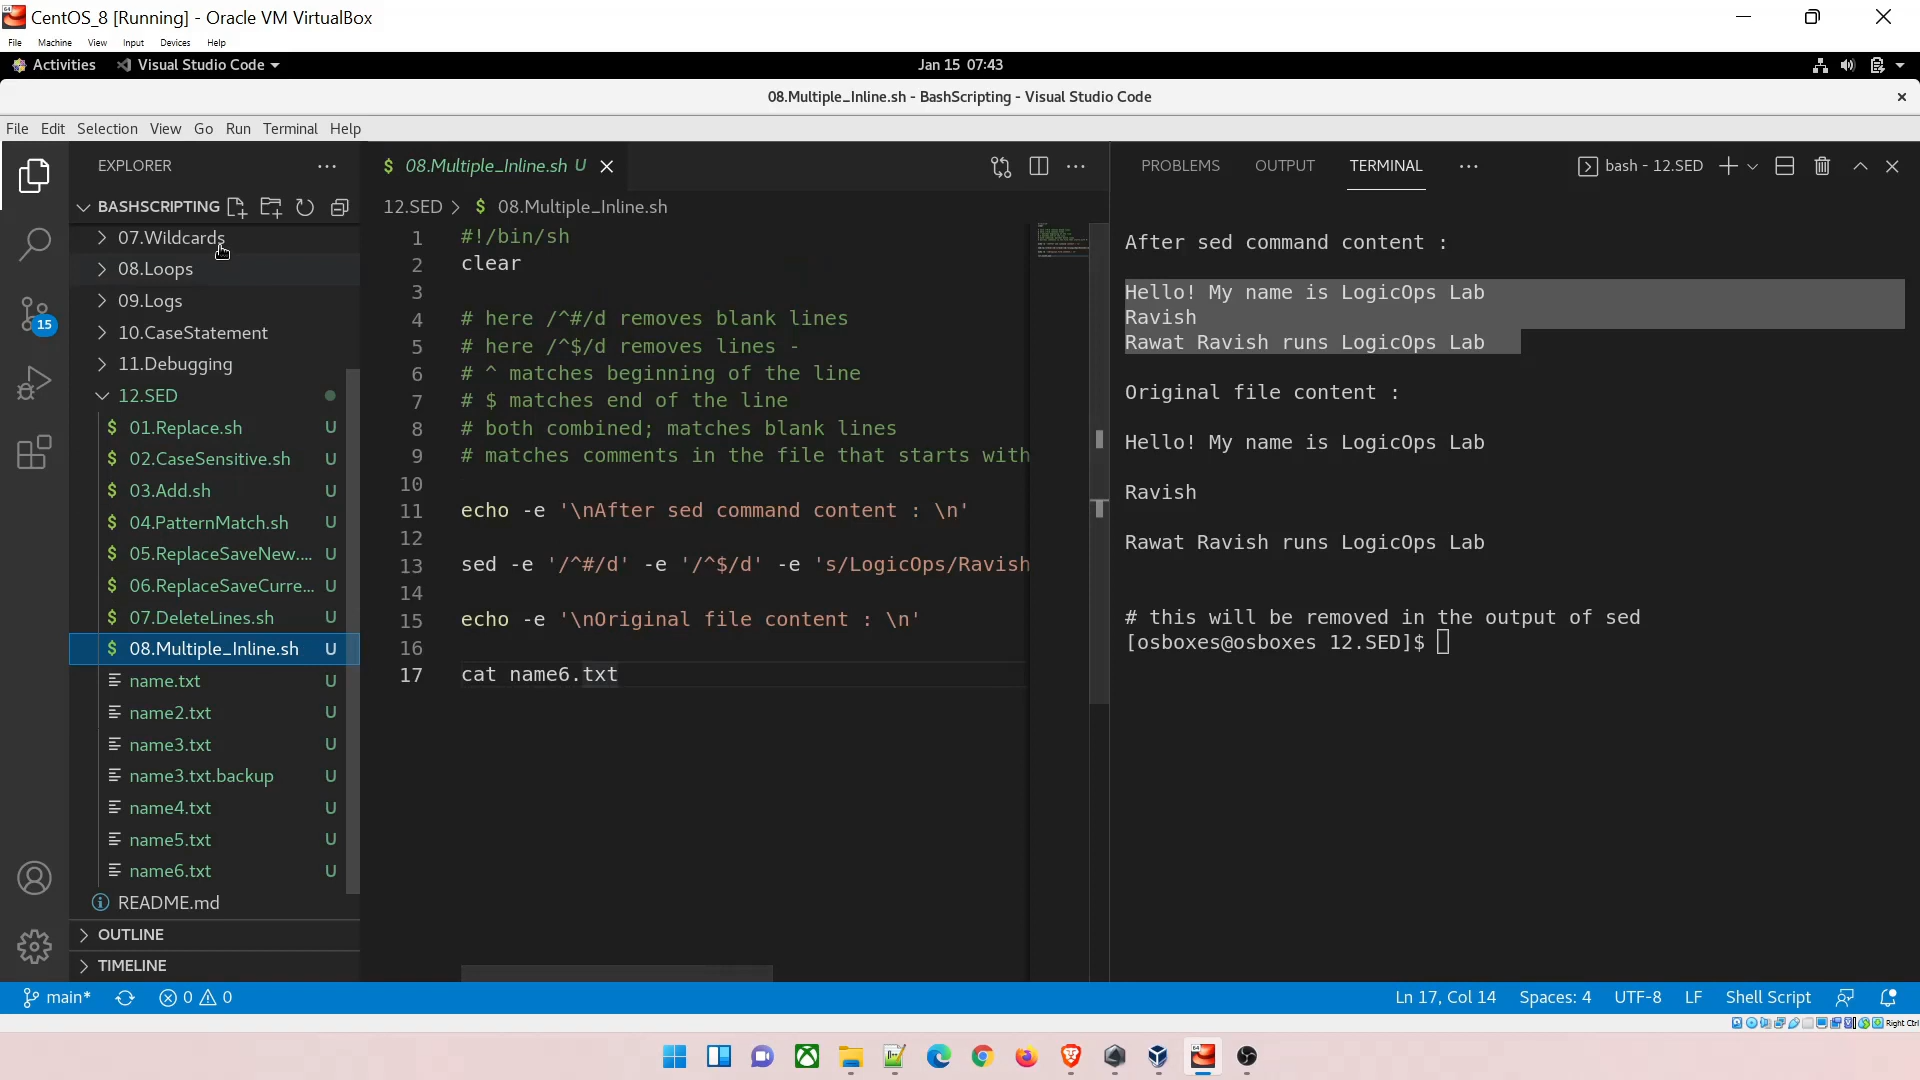 CentOS_8 [Running] - Oracle VM VirtualBox
File Machine View Input Devices Help
Activities Visual Studio Code Jan 15 07:43
08.Multiple_Inline.sh - BashScripting - Visual Studio Code
File Edit Selection View Go Run Terminal Help
EXPLORER
BASHSCRIPTING
07.Wildcards
08.Loops
09.Logs
10.CaseStatement
11.Debugging
12.SED
$ 01.Replace.sh U
$ 02.CaseSensitive.sh U
$ 03.Add.sh U
$ 04.PatternMatch.sh U
$ 05.ReplaceSaveNew.... U
$ 06.ReplaceSaveCurre... U
$ 07.DeleteLines.sh U
$ 08.Multiple_Inline.sh U
name.txt U
name2.txt U
name3.txt U
name3.txt.backup U
name4.txt U
name5.txt U
name6.txt U
README.md
OUTLINE
TIMELINE
15
$ 08.Multiple_Inline.sh U
12.SED > $ 08.Multiple_Inline.sh
1 #!/bin/sh
2 clear
3
4 # here /^#/d removes blank lines
5 # here /^$/d removes lines -
6 # ^ matches beginning of the line
7 # $ matches end of the line
8 # both combined; matches blank lines
9 # matches comments in the file that starts with
10
11 echo -e '\nAfter sed command content : \n'
12
13 sed -e '/^#/d' -e '/^$/d' -e 's/LogicOps/Ravish
14
15 echo -e '\nOriginal file content : \n'
16
17 cat name6.txt
PROBLEMS OUTPUT TERMINAL bash - 12.SED
After sed command content :
Hello! My name is LogicOps Lab
Ravish
Rawat Ravish runs LogicOps Lab
Original file content :
Hello! My name is LogicOps Lab
Ravish
Rawat Ravish runs LogicOps Lab
# this will be removed in the output of sed
[osboxes@osboxes 12.SED]$
main* 0 0 Ln 17, Col 14 Spaces: 4 UTF-8 LF Shell Script
Right Ctrl